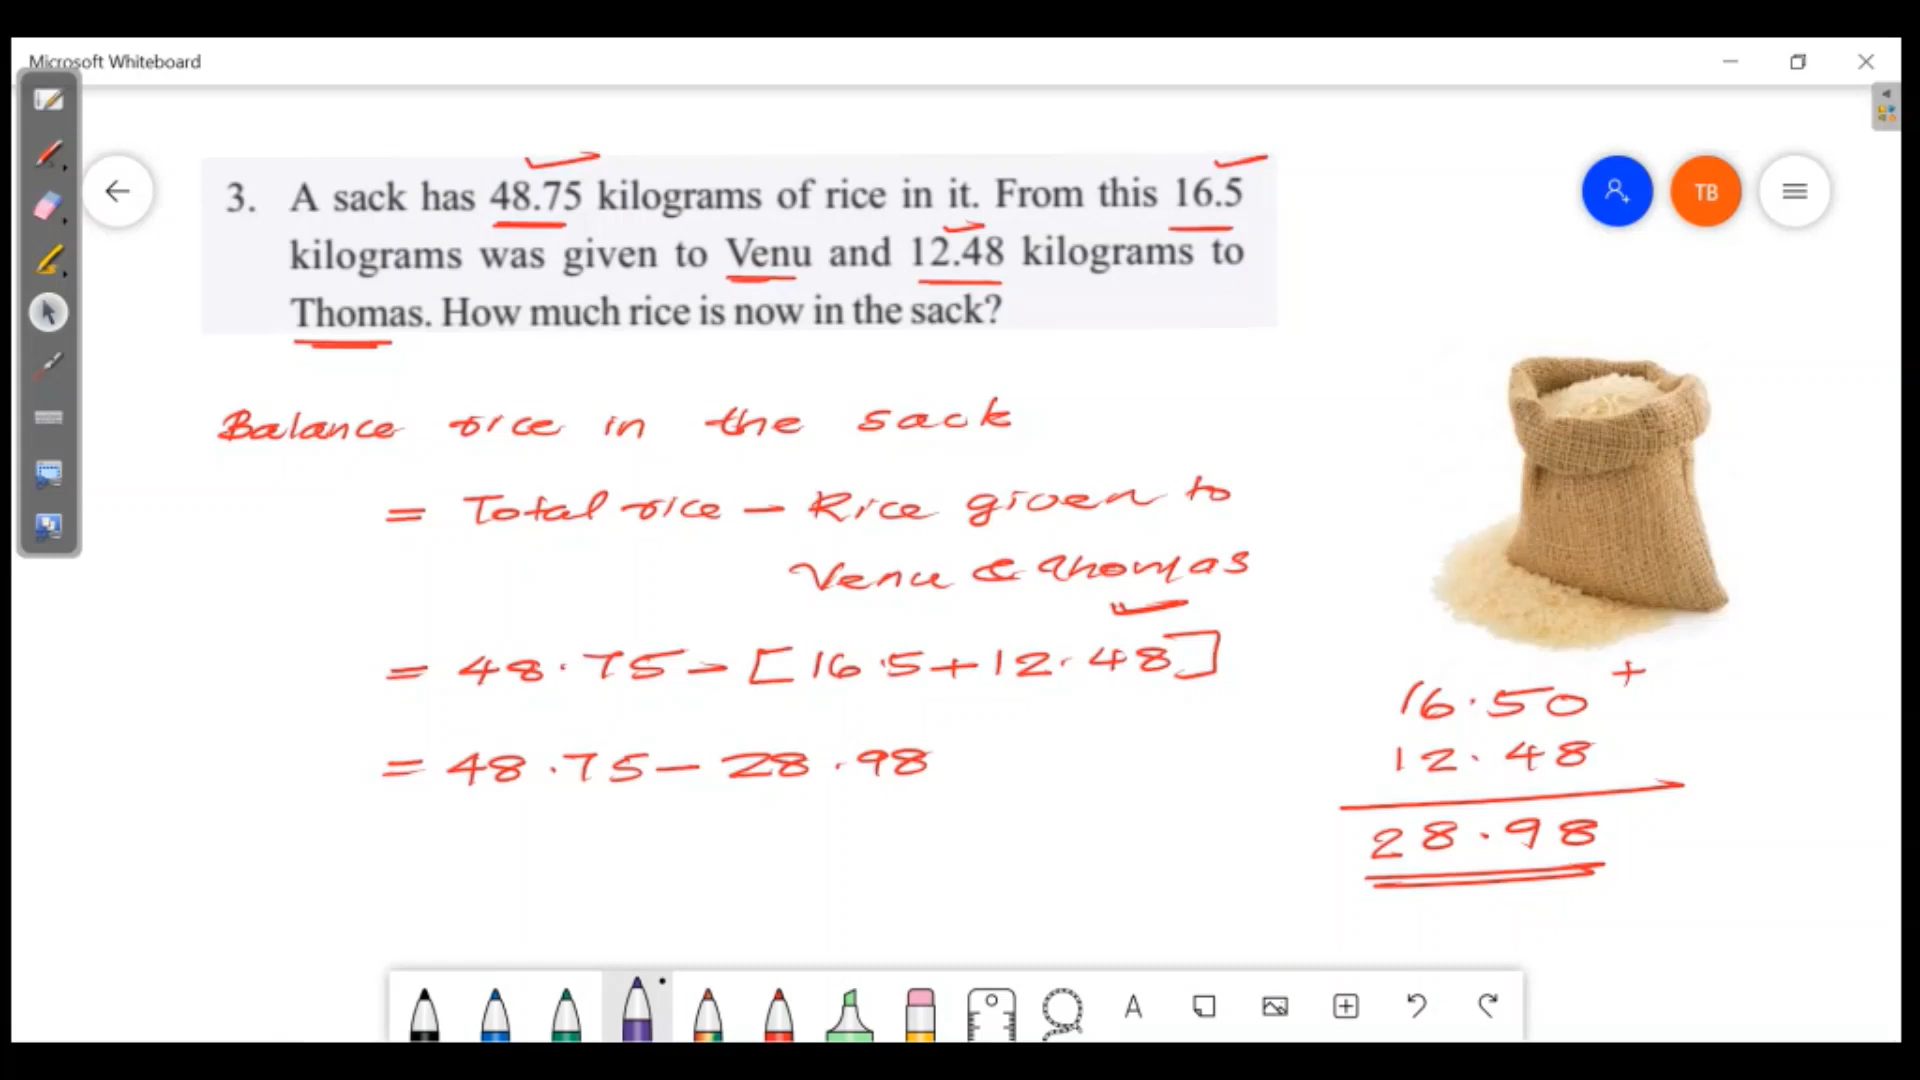 Microsoft Whiteboard
TB
3. A sack has 48.75 kilograms of rice in it. From this 16.5
kilograms was given to Venu and 12.48 kilograms to
Thomas. How much rice is now in the sack?
Balance rice in the sack
= Total rice - Rice given to
Venu & Thomas
= 48.75 - [16.5+12.48]
= 48.75 - 28.98
16.50 +
12.48
28.98
A